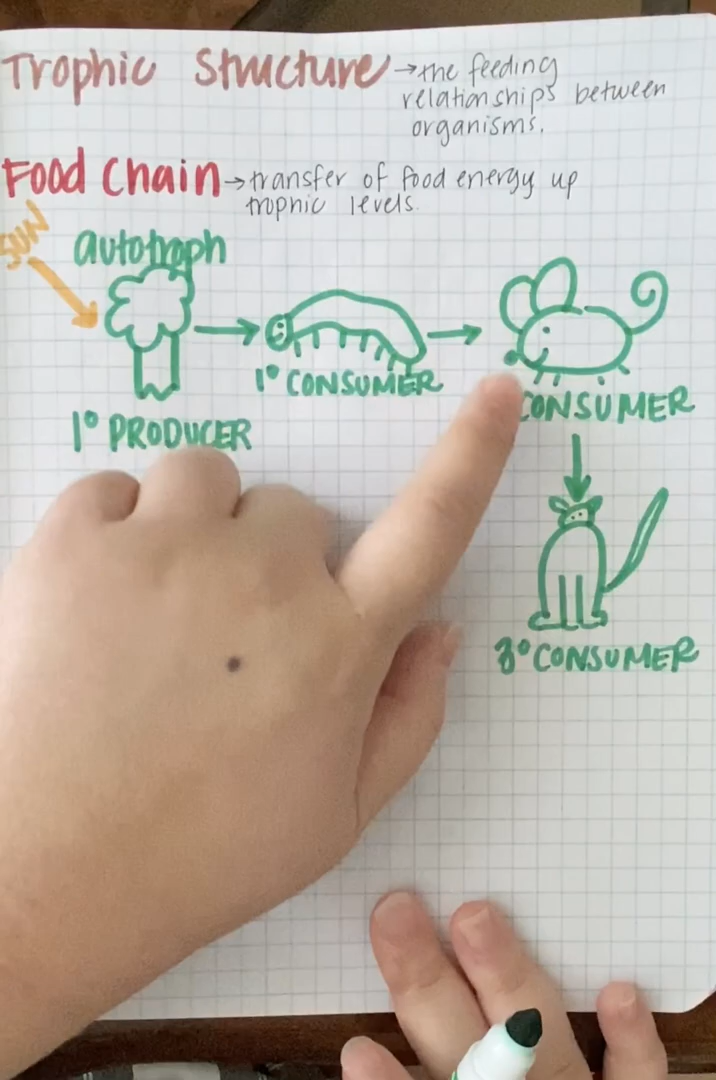 Trophic Structure → the feeding
relationships between
organisms.
Food Chain → transfer of food energy up
trophic levels.
SUN
autotroph
1° CONSUMER
CONSUMER
1° PRODUCER
3° CONSUMER